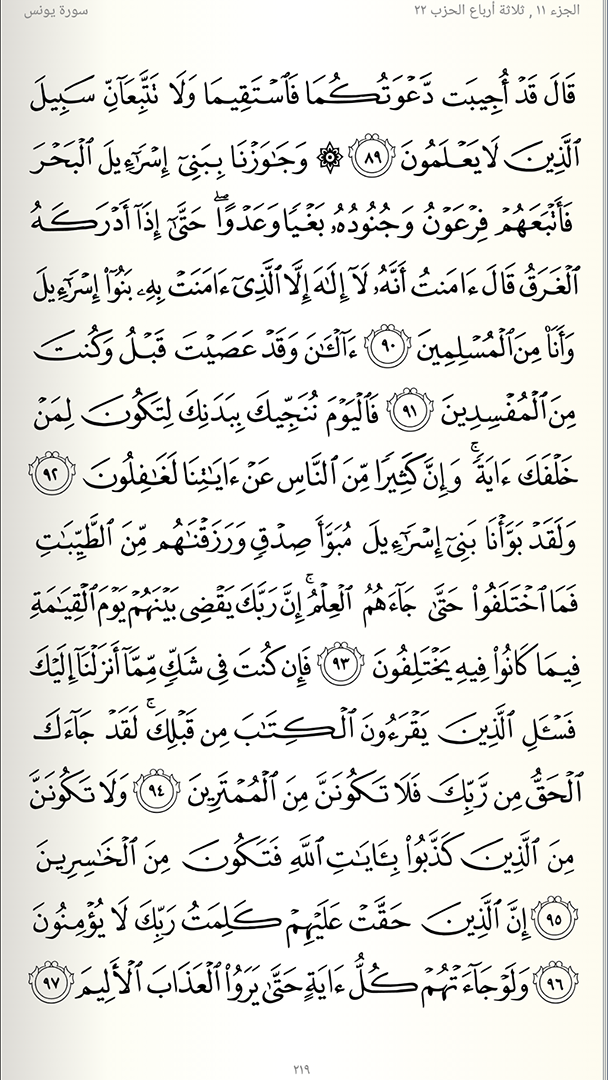 الجزء ١١ , ثلاثة أرباع الحزب ٢٢
سورة يونس
قَالَ قَدْ أُجِيبَت دَّعْوَتُكُمَا فَٱسْتَقِيمَا وَلَا تَتَّبِعَآنِّ سَبِيلَ
ٱلَّذِينَ لَا يَعْلَمُونَ ٨٩ ۞ وَجَٰوَزْنَا بِبَنِىٓ إِسْرَٰٓءِيلَ ٱلْبَحْرَ
فَأَتْبَعَهُمْ فِرْعَوْنُ وَجُنُودُهُۥ بَغْيًا وَعَدْوًا ۖ حَتَّىٰٓ إِذَآ أَدْرَكَهُ
ٱلْغَرَقُ قَالَ ءَامَنتُ أَنَّهُۥ لَآ إِلَٰهَ إِلَّا ٱلَّذِىٓ ءَامَنَتْ بِهِۦ بَنُوٓا۟ إِسْرَٰٓءِيلَ
وَأَنَا۠ مِنَ ٱلْمُسْلِمِينَ ٩٠ ءَآلْـَٰٔنَ وَقَدْ عَصَيْتَ قَبْلُ وَكُنتَ
مِنَ ٱلْمُفْسِدِينَ ٩١ فَٱلْيَوْمَ نُنَجِّيكَ بِبَدَنِكَ لِتَكُونَ لِمَنْ
خَلْفَكَ ءَايَةً ۚ وَإِنَّ كَثِيرًا مِّنَ ٱلنَّاسِ عَنْ ءَايَٰتِنَا لَغَٰفِلُونَ ٩٢
وَلَقَدْ بَوَّأْنَا بَنِىٓ إِسْرَٰٓءِيلَ مُبَوَّأَ صِدْقٍ وَرَزَقْنَٰهُم مِّنَ ٱلطَّيِّبَٰتِ
فَمَا ٱخْتَلَفُوا۟ حَتَّىٰ جَآءَهُمُ ٱلْعِلْمُ ۚ إِنَّ رَبَّكَ يَقْضِى بَيْنَهُمْ يَوْمَ ٱلْقِيَٰمَةِ
فِيمَا كَانُوا۟ فِيهِ يَخْتَلِفُونَ ٩٣ فَإِن كُنتَ فِى شَكٍّ مِّمَّآ أَنزَلْنَآ إِلَيْكَ
فَسْـَٔلِ ٱلَّذِينَ يَقْرَءُونَ ٱلْكِتَٰبَ مِن قَبْلِكَ ۚ لَقَدْ جَآءَكَ
ٱلْحَقُّ مِن رَّبِّكَ فَلَا تَكُونَنَّ مِنَ ٱلْمُمْتَرِينَ ٩٤ وَلَا تَكُونَنَّ
مِنَ ٱلَّذِينَ كَذَّبُوا۟ بِـَٔايَٰتِ ٱللَّهِ فَتَكُونَ مِنَ ٱلْخَٰسِرِينَ
٩٥ إِنَّ ٱلَّذِينَ حَقَّتْ عَلَيْهِمْ كَلِمَتُ رَبِّكَ لَا يُؤْمِنُونَ
٩٦ وَلَوْ جَآءَتْهُمْ كُلُّ ءَايَةٍ حَتَّىٰ يَرَوُا۟ ٱلْعَذَابَ ٱلْأَلِيمَ ٩٧
٢١٩